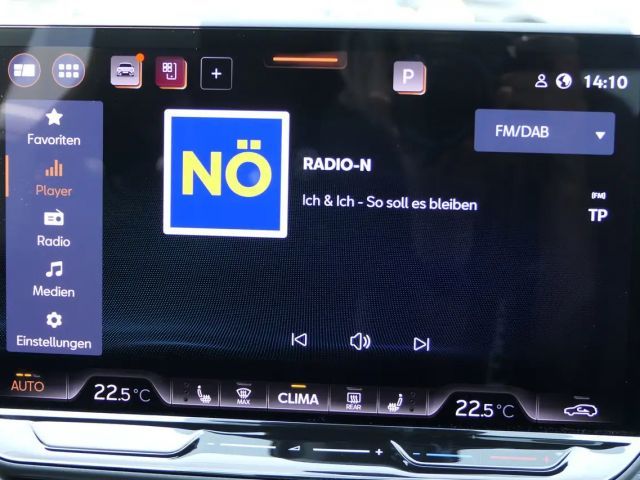 P
14:10
Favoriten
Player
Radio
Medien
Einstellungen
NÖ
RADIO-N
Ich & Ich - So soll es bleiben
FM/DAB
(FM)
TP
AUTO
22.5°C
MAX
CLIMA
REAR
22.5°C
- +
- +